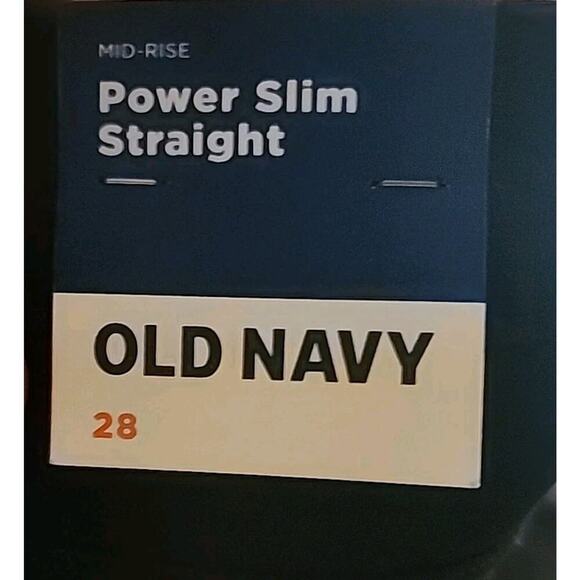 MID-RISE
Power Slim
Straight
OLD NAVY
28